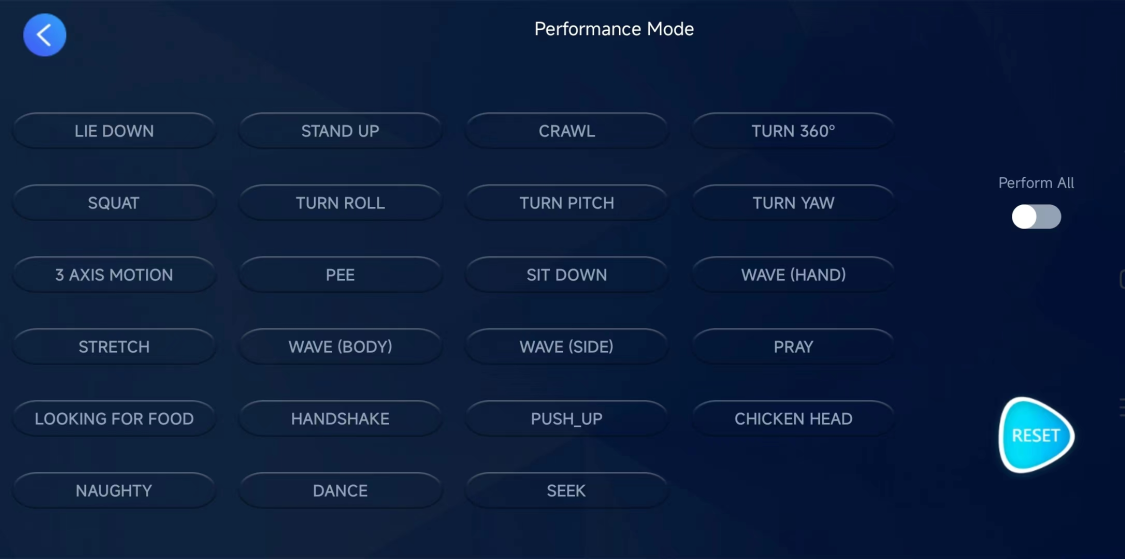 Performance Mode
LIE DOWN
STAND UP
CRAWL
TURN 360°
Perform All
SQUAT
TURN ROLL
TURN PITCH
TURN YAW
3 AXIS MOTION
PEE
SIT DOWN
WAVE (HAND)
STRETCH
WAVE (BODY)
WAVE (SIDE)
PRAY
LOOKING FOR FOOD
HANDSHAKE
PUSH_UP
CHICKEN HEAD
RESET
NAUGHTY
DANCE
SEEK